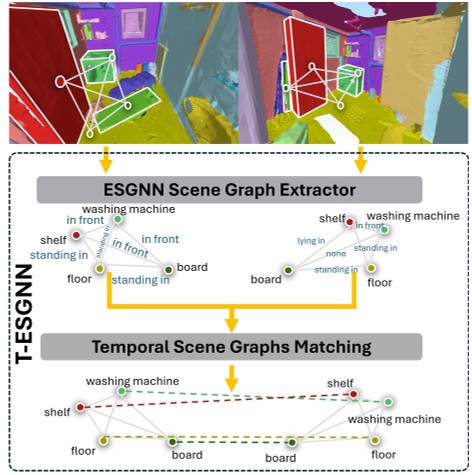 ESGNN Scene Graph Extractor
washing machine
in front
shelf
standing in
in front
in front
standing in
floor
standing in
board
shelf
washing machine
in front
lying in
standing in
none
board
standing in
floor
T-ESGNN
Temporal Scene Graphs Matching
washing machine
shelf
shelf
washing machine
floor
board
board
floor